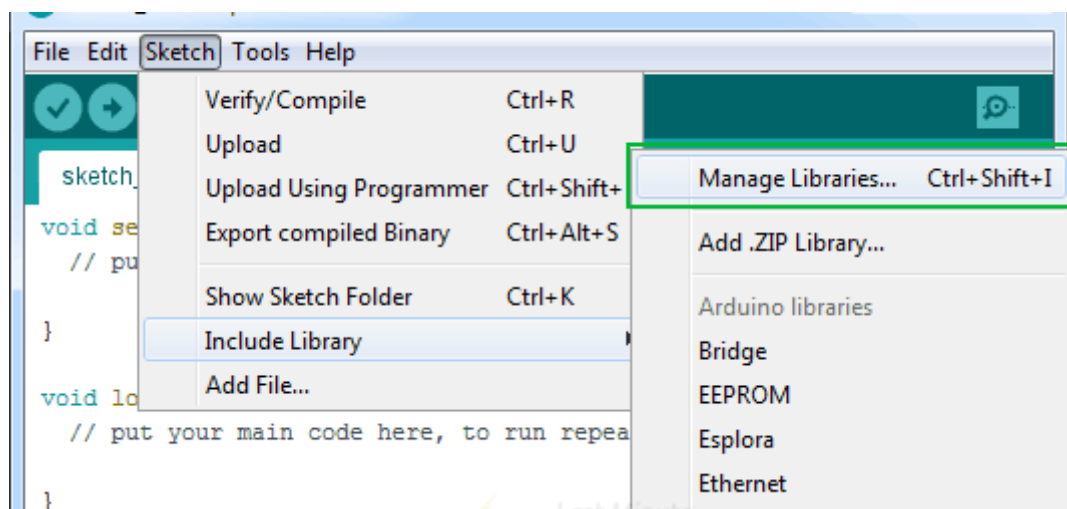 File Edit Sketch Tools Help
Verify/Compile Ctrl+R
Upload Ctrl+U
Upload Using Programmer Ctrl+Shift+
Export compiled Binary Ctrl+Alt+S
Show Sketch Folder Ctrl+K
Include Library
Add File...
Manage Libraries... Ctrl+Shift+I
Add .ZIP Library...
Arduino libraries
Bridge
EEPROM
Esplora
Ethernet
sketch_
void se
// pu
}
void lo
// put your main code here, to run repea
}